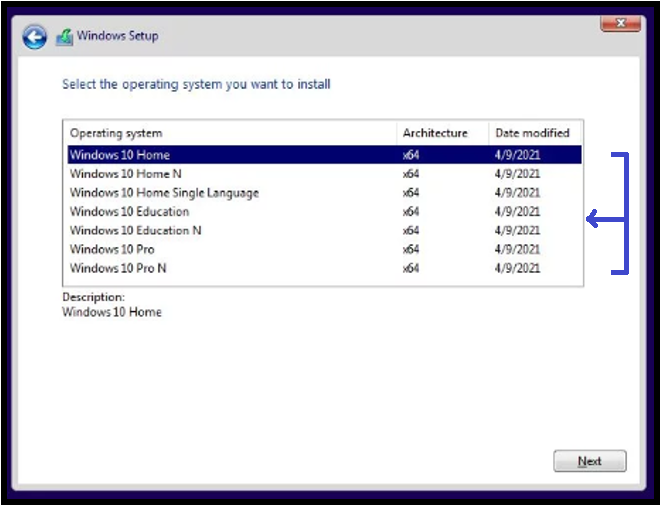 Windows Setup
Select the operating system you want to install
Operating system Architecture Date modified
Windows 10 Home x64 4/9/2021
Windows 10 Home N x64 4/9/2021
Windows 10 Home Single Language x64 4/9/2021
Windows 10 Education x64 4/9/2021
Windows 10 Education N x64 4/9/2021
Windows 10 Pro x64 4/9/2021
Windows 10 Pro N x64 4/9/2021
Description:
Windows 10 Home
Next